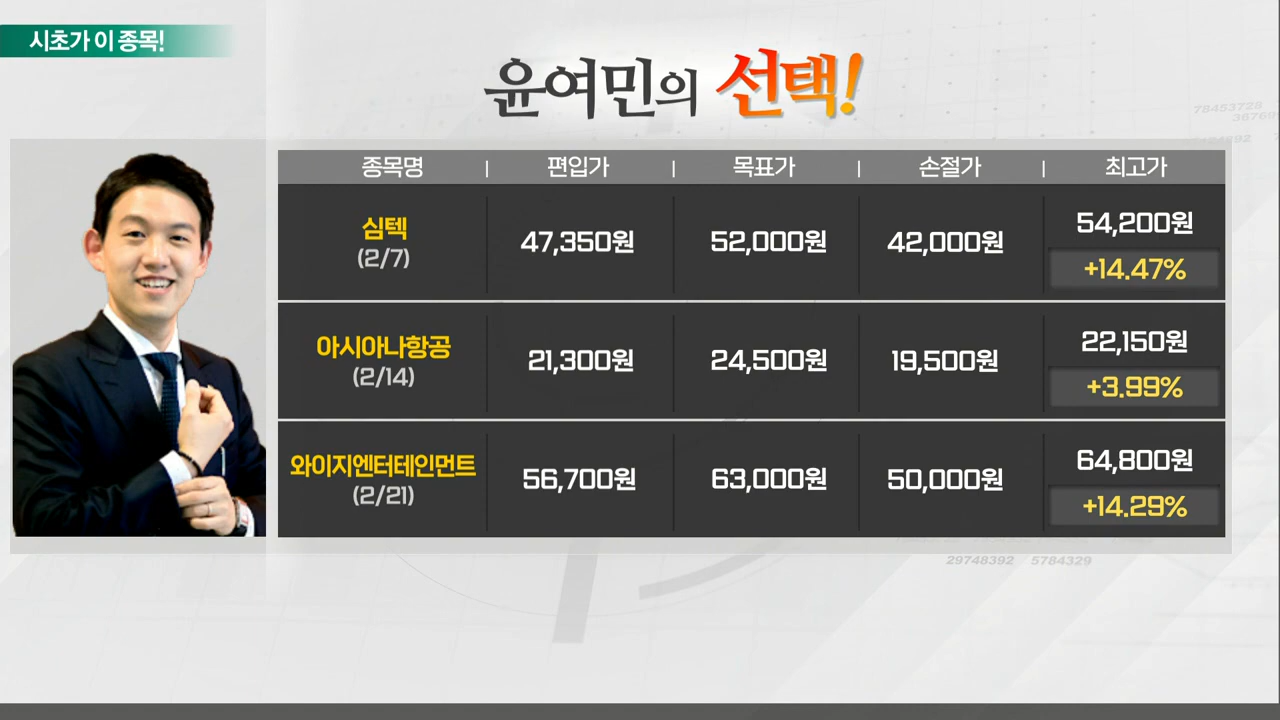 시초가 이 종목!
윤여민의 선택!
78453729
36769
종목명 | 편입가 | 목표가 | 손절가 | 최고가
심텍
(2/7)
47,350원
52,000원
42,000원
54,200원
+14.47%
아시아나항공
(2/14)
21,300원
24,500원
19,500원
22,150원
+3.99%
와이지엔터테인먼트
(2/21)
56,700원
63,000원
50,000원
64,800원
+14.29%
29748392 5784329